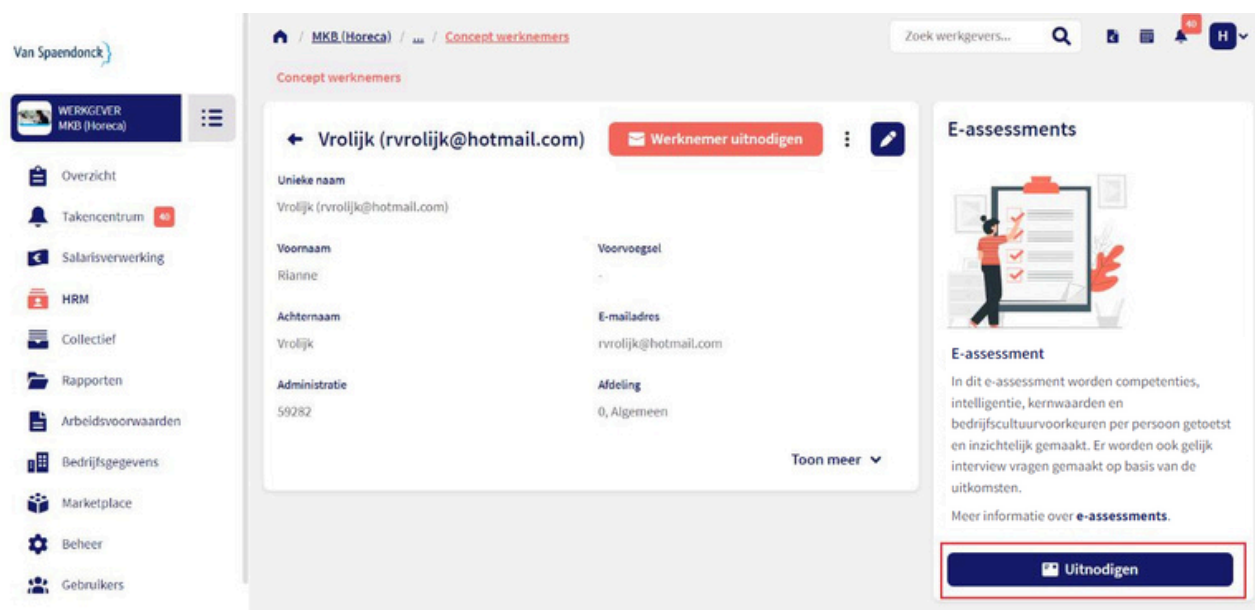 Van Spaendonck
WERKGEVER
MKB (Horeca)
Overzicht
Takencentrum 40
Salarisverwerking
HRM
Collectief
Rapporten
Arbeidsvoorwaarden
Bedrijfsgegevens
Marketplace
Beheer
Gebruikers
/ MKB (Horeca) / ... / Concept werknemers
Zoek werkgevers...
40
H
Concept werknemers
Vrolijk (rvrolijk@hotmail.com)
Werknemer uitnodigen
Unieke naam
Vrolijk (rvrolijk@hotmail.com)
Voornaam
Voorvoegsel
Rianne
-
Achternaam
E-mailadres
Vrolijk
rvrolijk@hotmail.com
Administratie
Afdeling
59282
0, Algemeen
Toon meer
E-assessments
E-assessment
In dit e-assessment worden competenties,
intelligentie, kernwaarden en
bedrijfscultuurvoorkeuren per persoon getoetst
en inzichtelijk gemaakt. Er worden ook gelijk
interview vragen gemaakt op basis van de
uitkomsten.
Meer informatie over e-assessments.
Uitnodigen